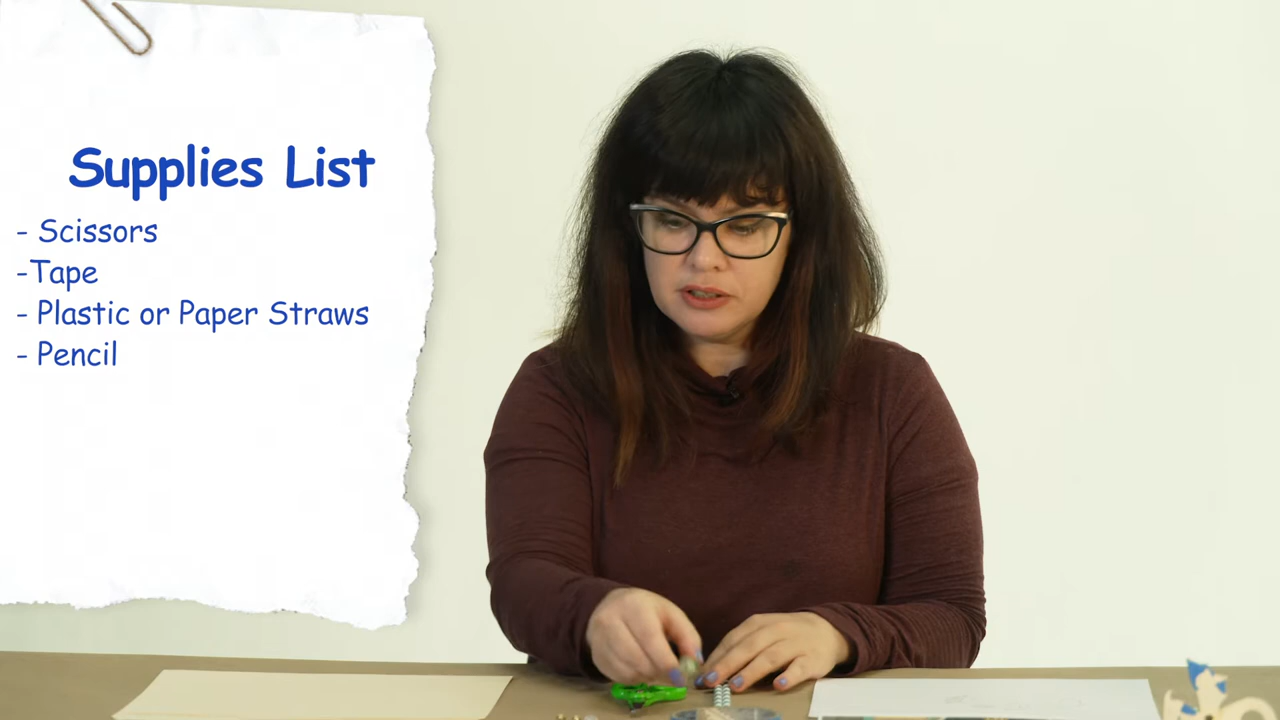 Supplies List
- Scissors
-Tape
- Plastic or Paper Straws
- Pencil